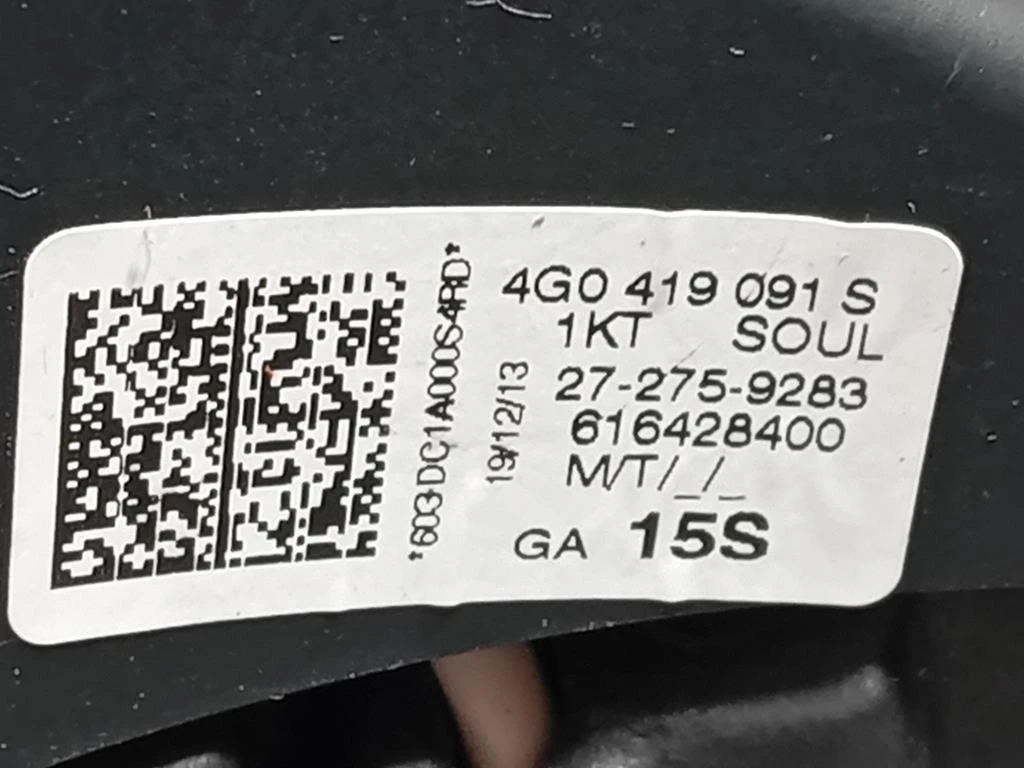 *603-DC1A000S4RD*
19/12/13
4G0 419 091 S
1KT SOUL
27-275-9283
616428400
M/T/_/_
GA 15S